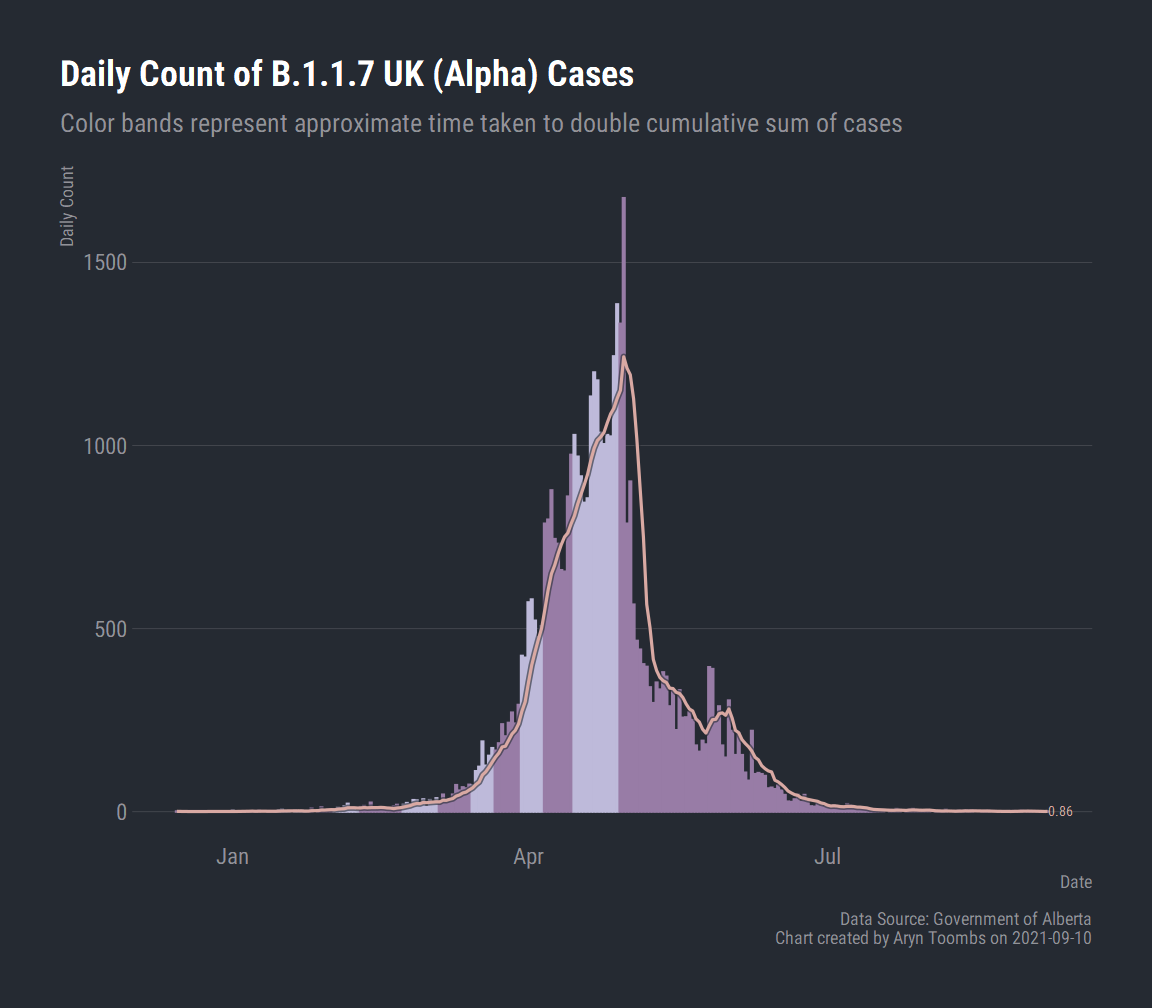 Daily Count of B.1.1.7 UK (Alpha) Cases
Color bands represent approximate time taken to double cumulative sum of cases
Daily Count
1500
1000
500
0
0.86
Jan
Apr
Jul
Date
Data Source: Government of Alberta
Chart created by Aryn Toombs on 2021-09-10